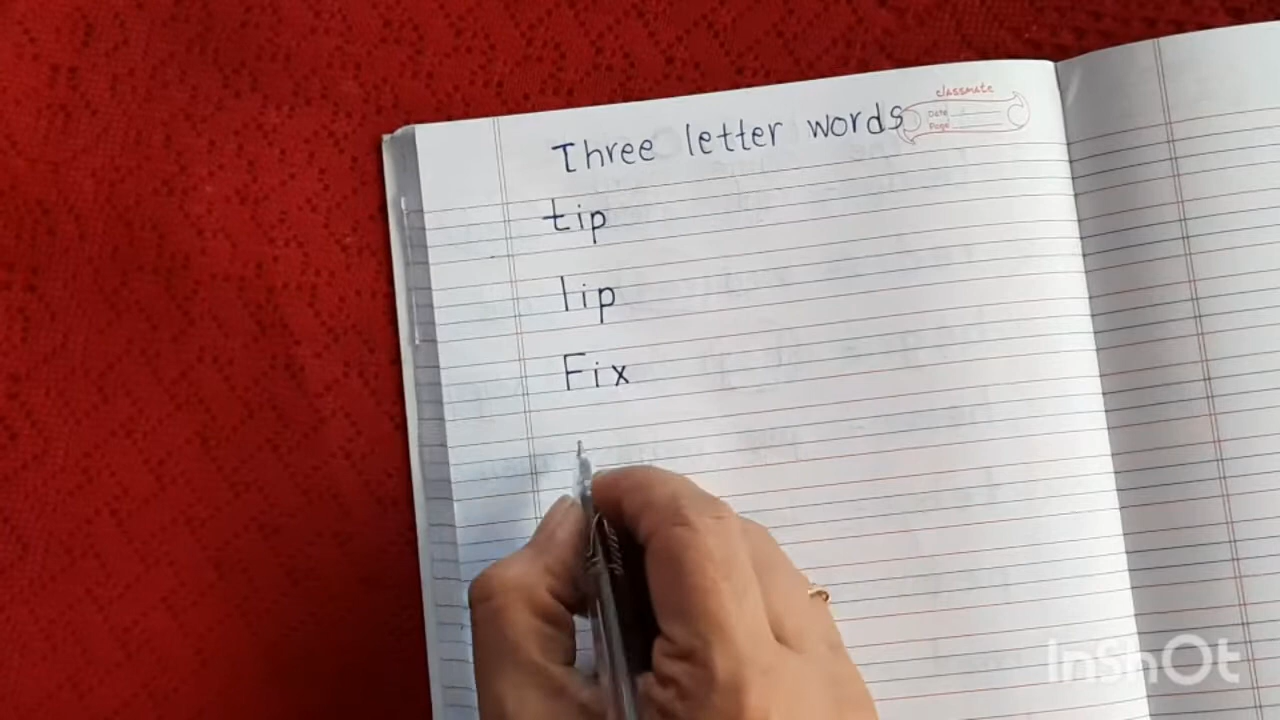 classmate
Date
Page
Three letter words
tip
lip
Fix
InShOt